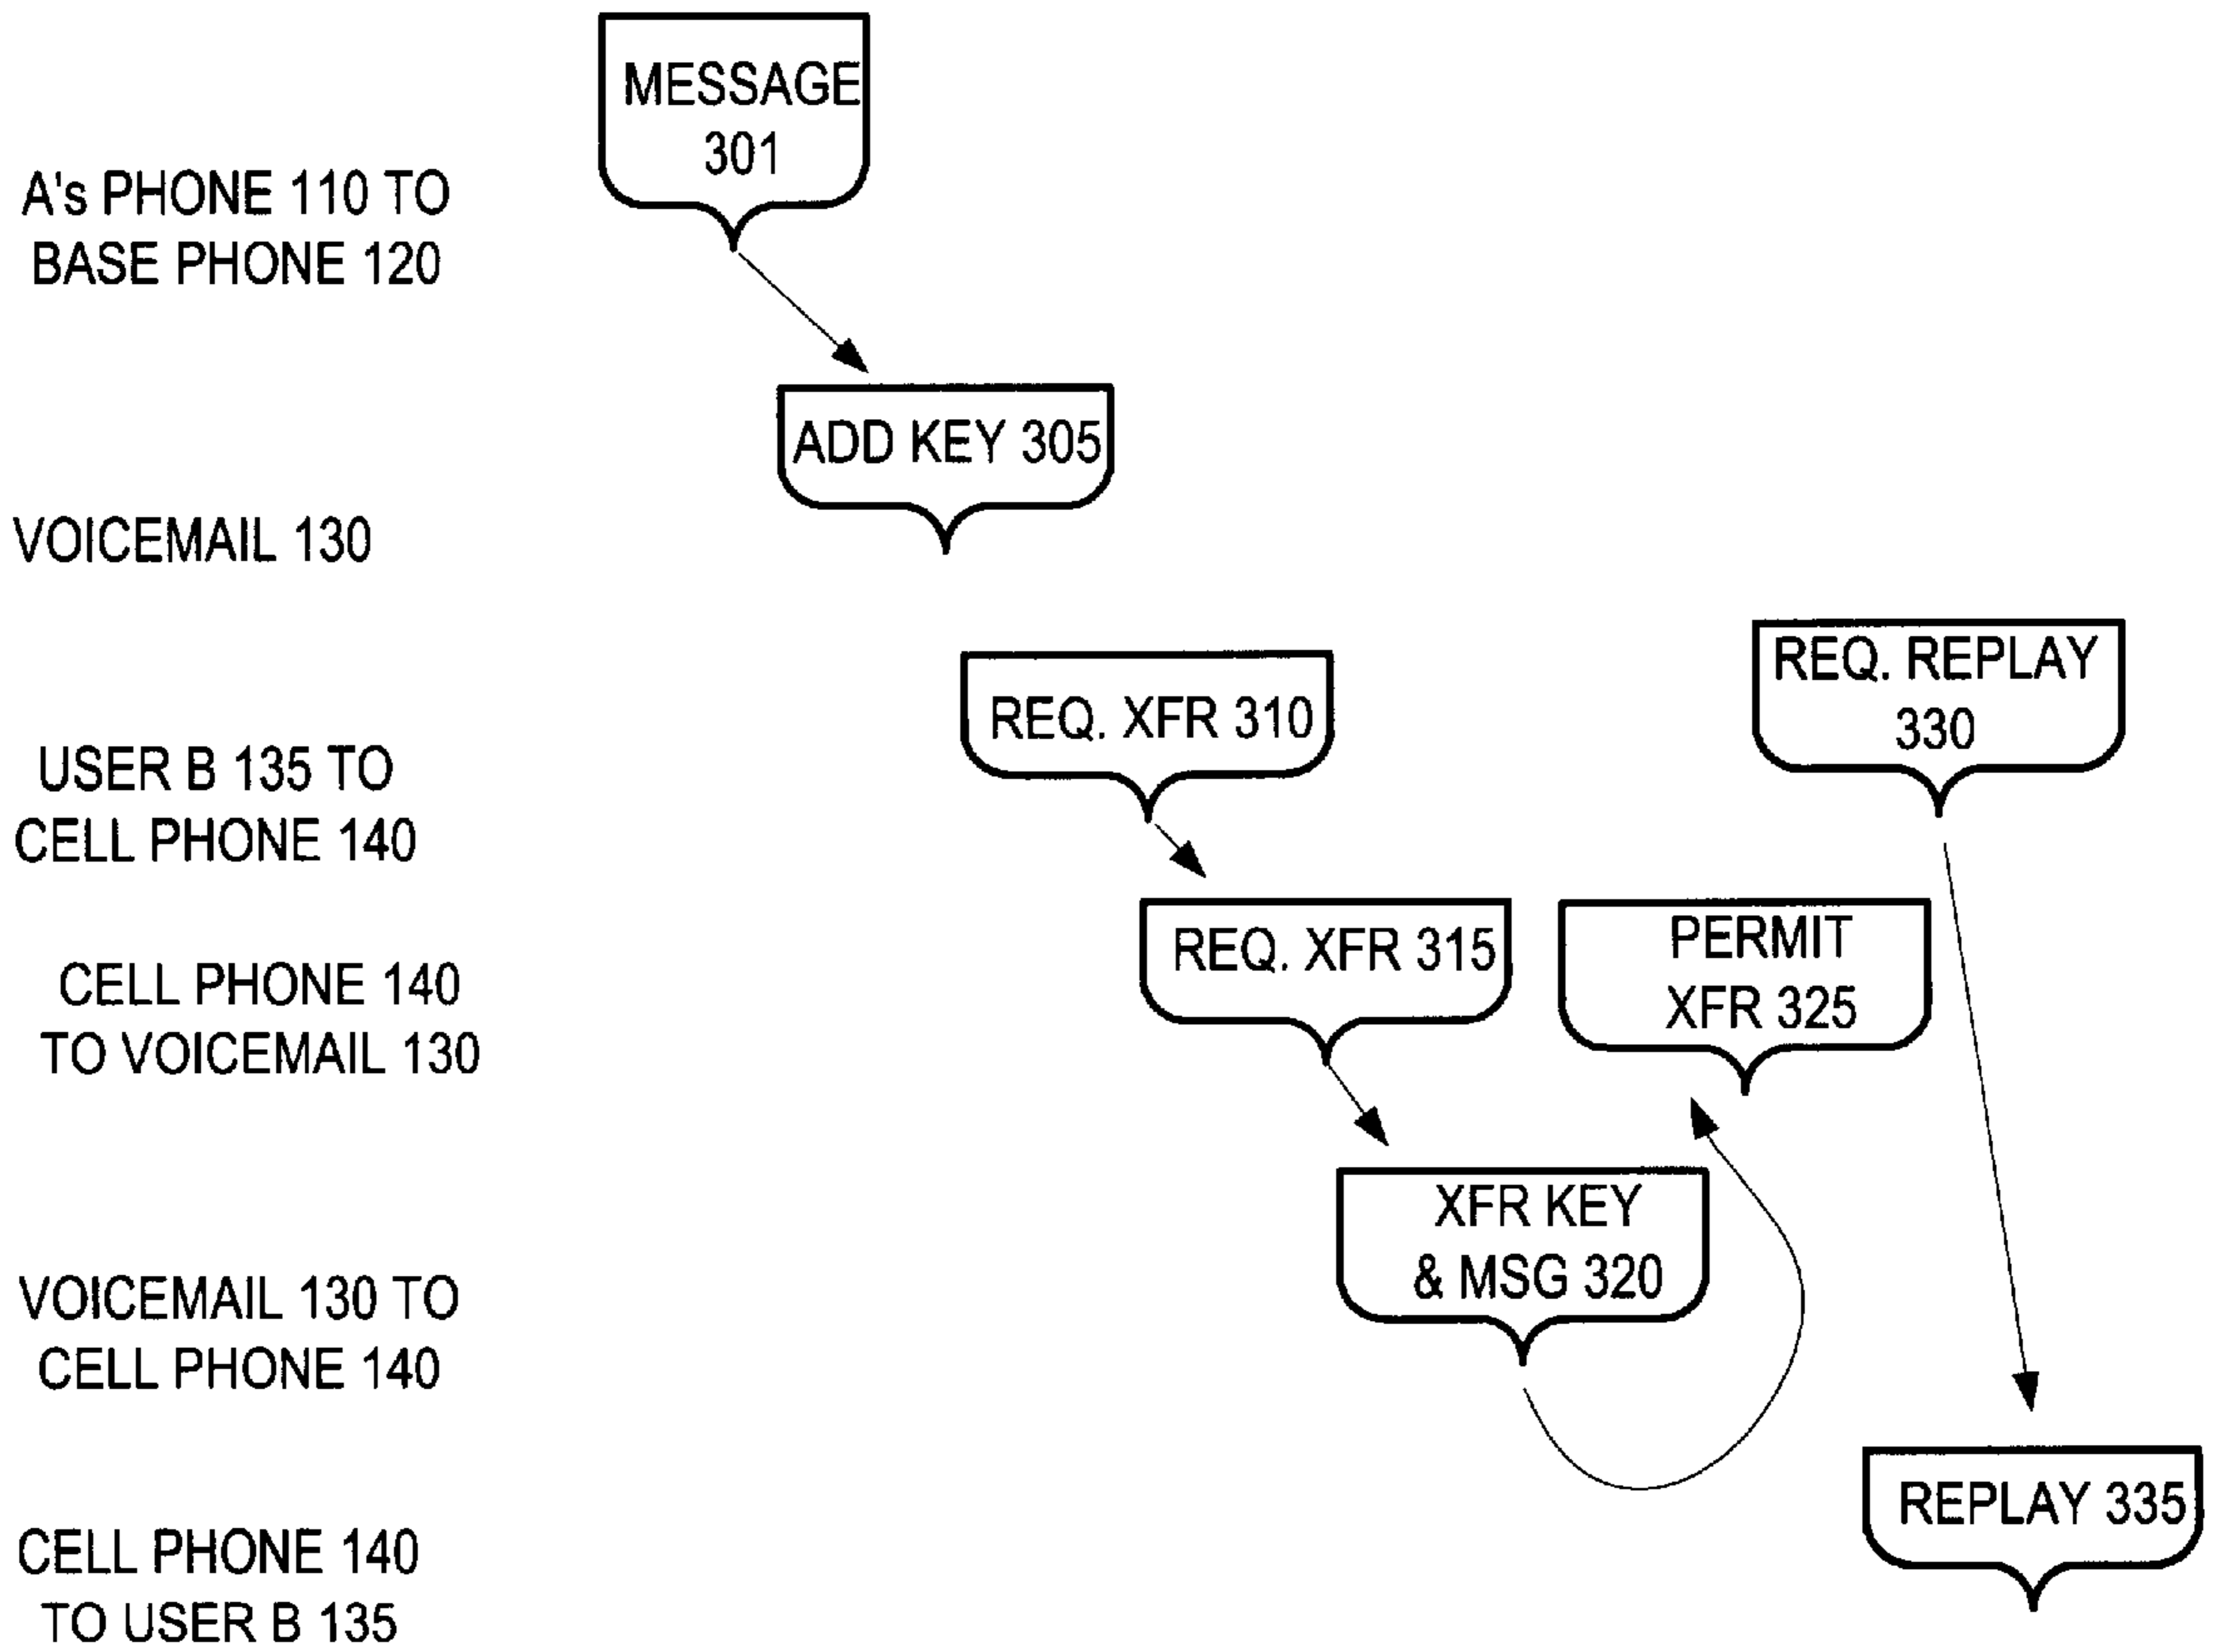 MESSAGE
301
A's PHONE 110 TO
BASE PHONE 120
ADD KEY 305
VOICEMAIL 130
REQ. XFR 310
REQ. REPLAY
330
USER B 135 TO
CELL PHONE 140
REQ. XFR 315
PERMIT
XFR 325
CELL PHONE 140
TO VOICEMAIL 130
XFR KEY
& MSG 320
VOICEMAIL 130 TO
CELL PHONE 140
REPLAY 335
CELL PHONE 140
TO USER B 135